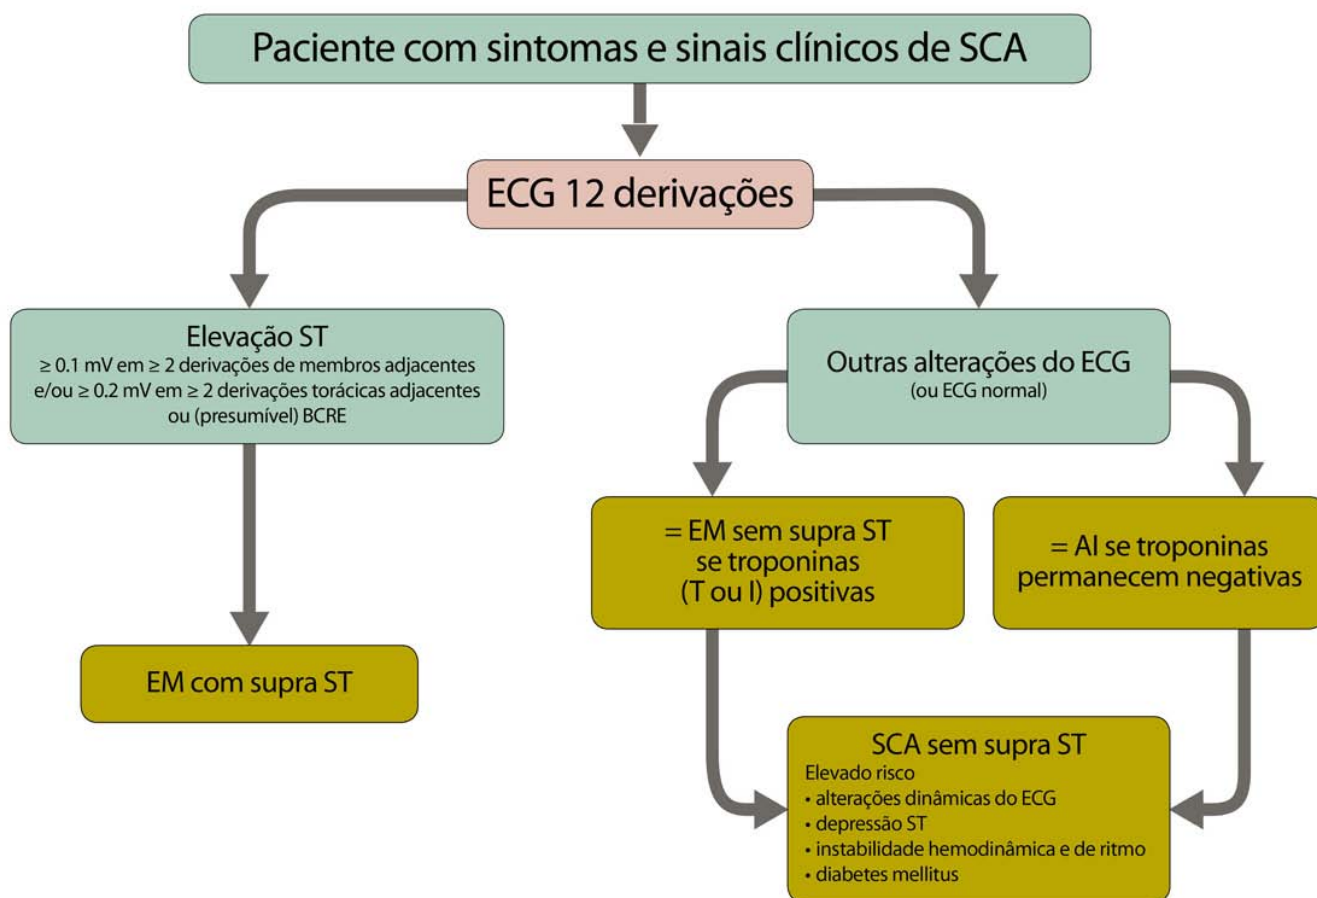 Paciente com sintomas e sinais clínicos de SCA
ECG 12 derivações
Elevação ST
≥ 0.1 mV em ≥ 2 derivações de membros adjacentes
e/ou ≥ 0.2 mV em ≥ 2 derivações torácicas adjacentes
ou (presumível) BCRE
Outras alterações do ECG
(ou ECG normal)
= EM sem supra ST
se troponinas
(T ou I) positivas
= AI se troponinas
permanecem negativas
EM com supra ST
SCA sem supra ST
Elevado risco
• alterações dinâmicas do ECG
• depressão ST
• instabilidade hemodinâmica e de ritmo
• diabetes mellitus